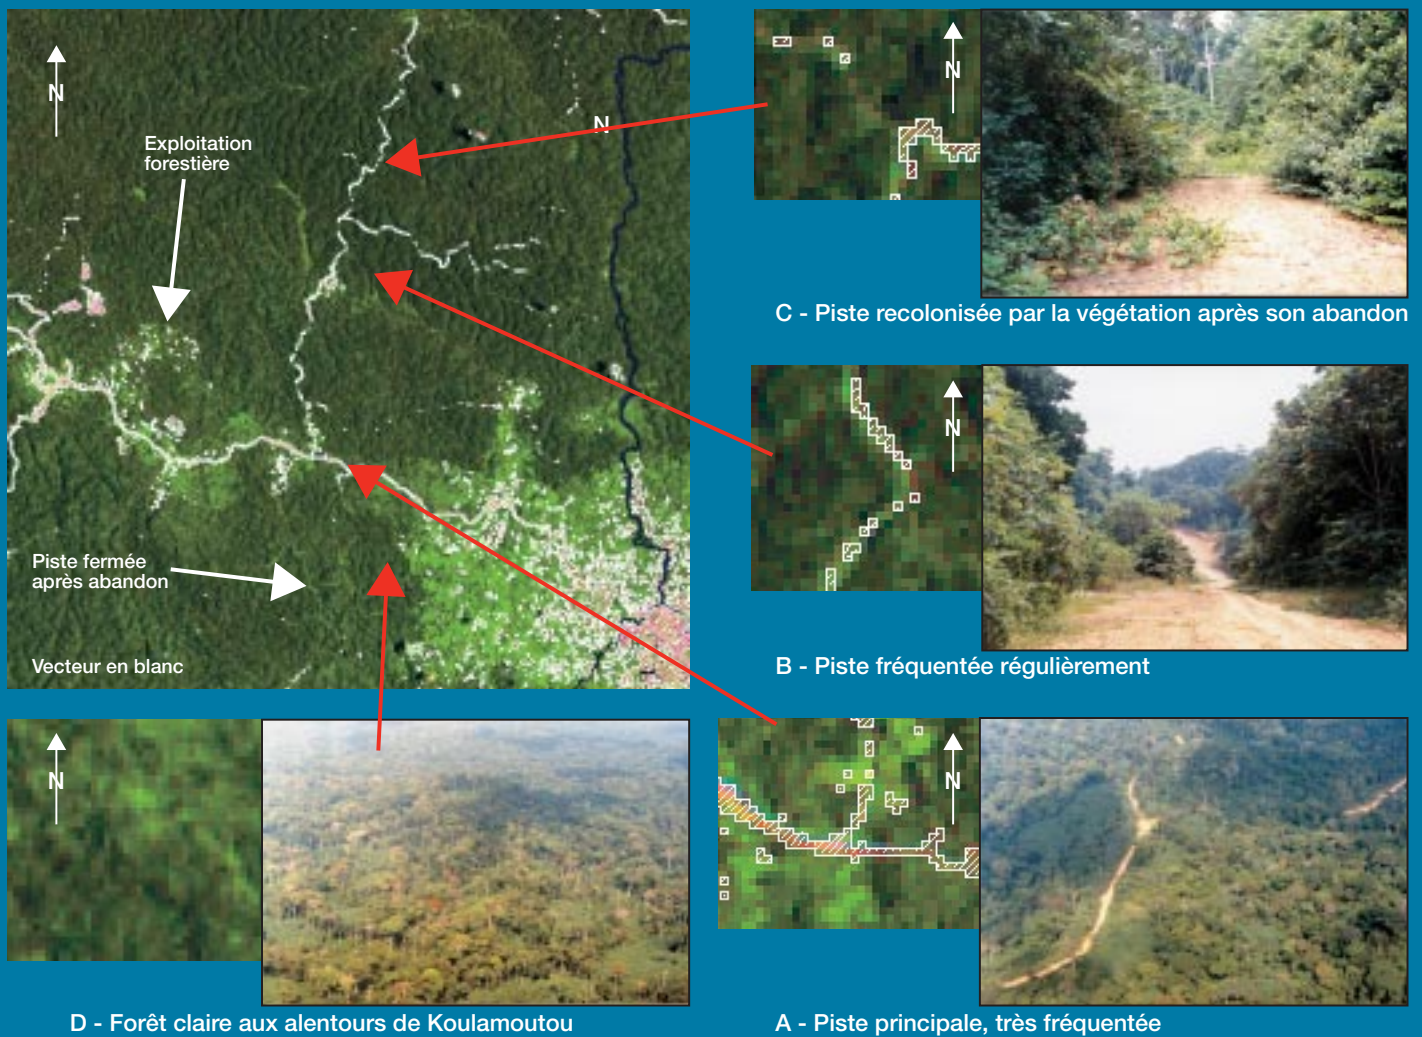 N
N
Exploitation
forestière
Piste fermée
après abandon
Vecteur en blanc
N
C - Piste recolonisée par la végétation après son abandon
N
B - Piste fréquentée régulièrement
N
D - Forêt claire aux alentours de Koulamoutou
N
A - Piste principale, très fréquentée